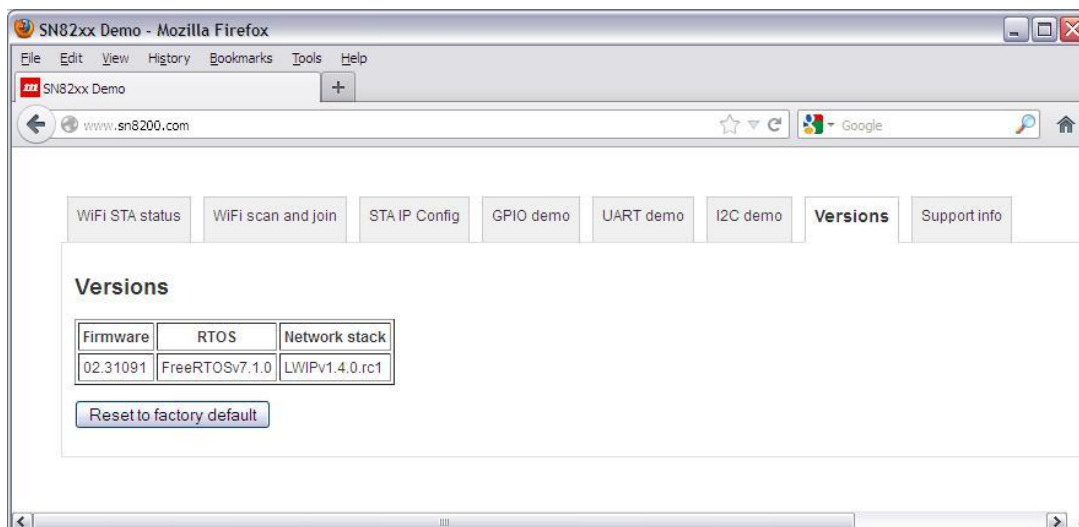 SN82xx Demo - Mozilla Firefox
File Edit View History Bookmarks Tools Help
m SN82xx Demo +
www.sn8200.com Google
WiFi STA status WiFi scan and join STA IP Config GPIO demo UART demo I2C demo Versions Support info
Versions
Firmware RTOS Network stack
02.31091 FreeRTOSv7.1.0 LWIPv1.4.0.rc1
Reset to factory default